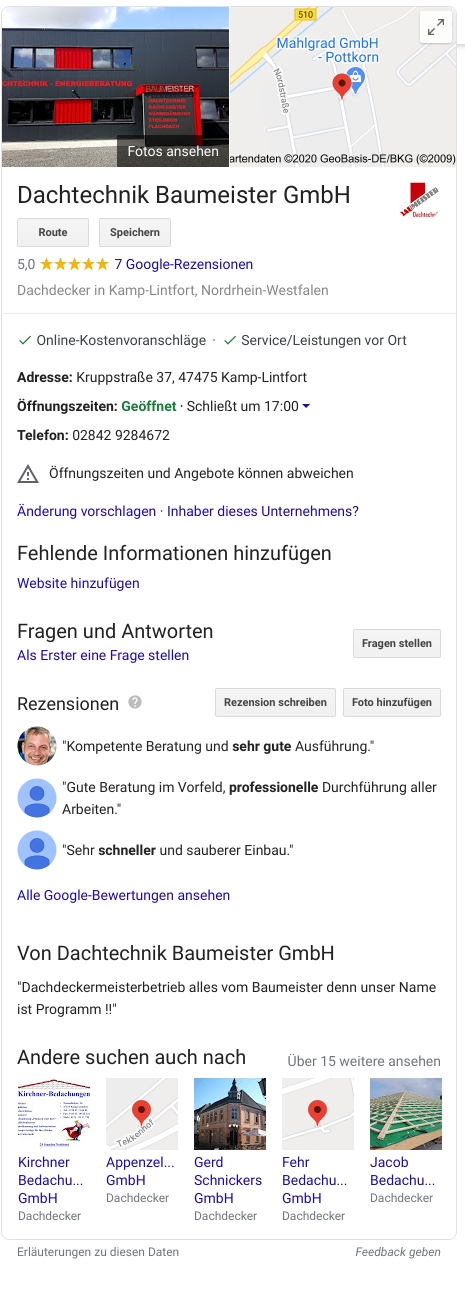 510
Mahlgrad GmbH
- Pottkorn
Nordstraße
CHTECHNIK - ENERGIEBERATUNG
BAUMEISTER
DACHTECHNIK
FLACHDACH
Fotos ansehen
artendaten ©2020 GeoBasis-DE/BKG (©2009)
Dachtechnik Baumeister GmbH
Route Speichern
5,0 7 Google-Rezensionen
Dachdecker in Kamp-Lintfort, Nordrhein-Westfalen
Online-Kostenvoranschläge · Service/Leistungen vor Ort
Adresse: Kruppstraße 37, 47475 Kamp-Lintfort
Öffnungszeiten: Geöffnet · Schließt um 17:00
Telefon: 02842 9284672
Öffnungszeiten und Angebote können abweichen
Änderung vorschlagen · Inhaber dieses Unternehmens?
Fehlende Informationen hinzufügen
Website hinzufügen
Fragen und Antworten
Fragen stellen
Als Erster eine Frage stellen
Rezensionen ? Rezension schreiben Foto hinzufügen
"Kompetente Beratung und sehr gute Ausführung."
"Gute Beratung im Vorfeld, professionelle Durchführung aller
Arbeiten."
"Sehr schneller und sauberer Einbau."
Alle Google-Bewertungen ansehen
Von Dachtechnik Baumeister GmbH
"Dachdeckermeisterbetrieb alles vom Baumeister denn unser Name
ist Programm !!"
Andere suchen auch nach Über 15 weitere ansehen
Kirchner-Bedachungen
Tekkenhof
Kirchner
Bedachu...
GmbH
Dachdecker
Appenzel...
GmbH
Dachdecker
Gerd
Schnickers
GmbH
Dachdecker
Fehr
Bedachu...
GmbH
Dachdecker
Jacob
Bedachu...
Dachdecker
Erläuterungen zu diesen Daten Feedback geben